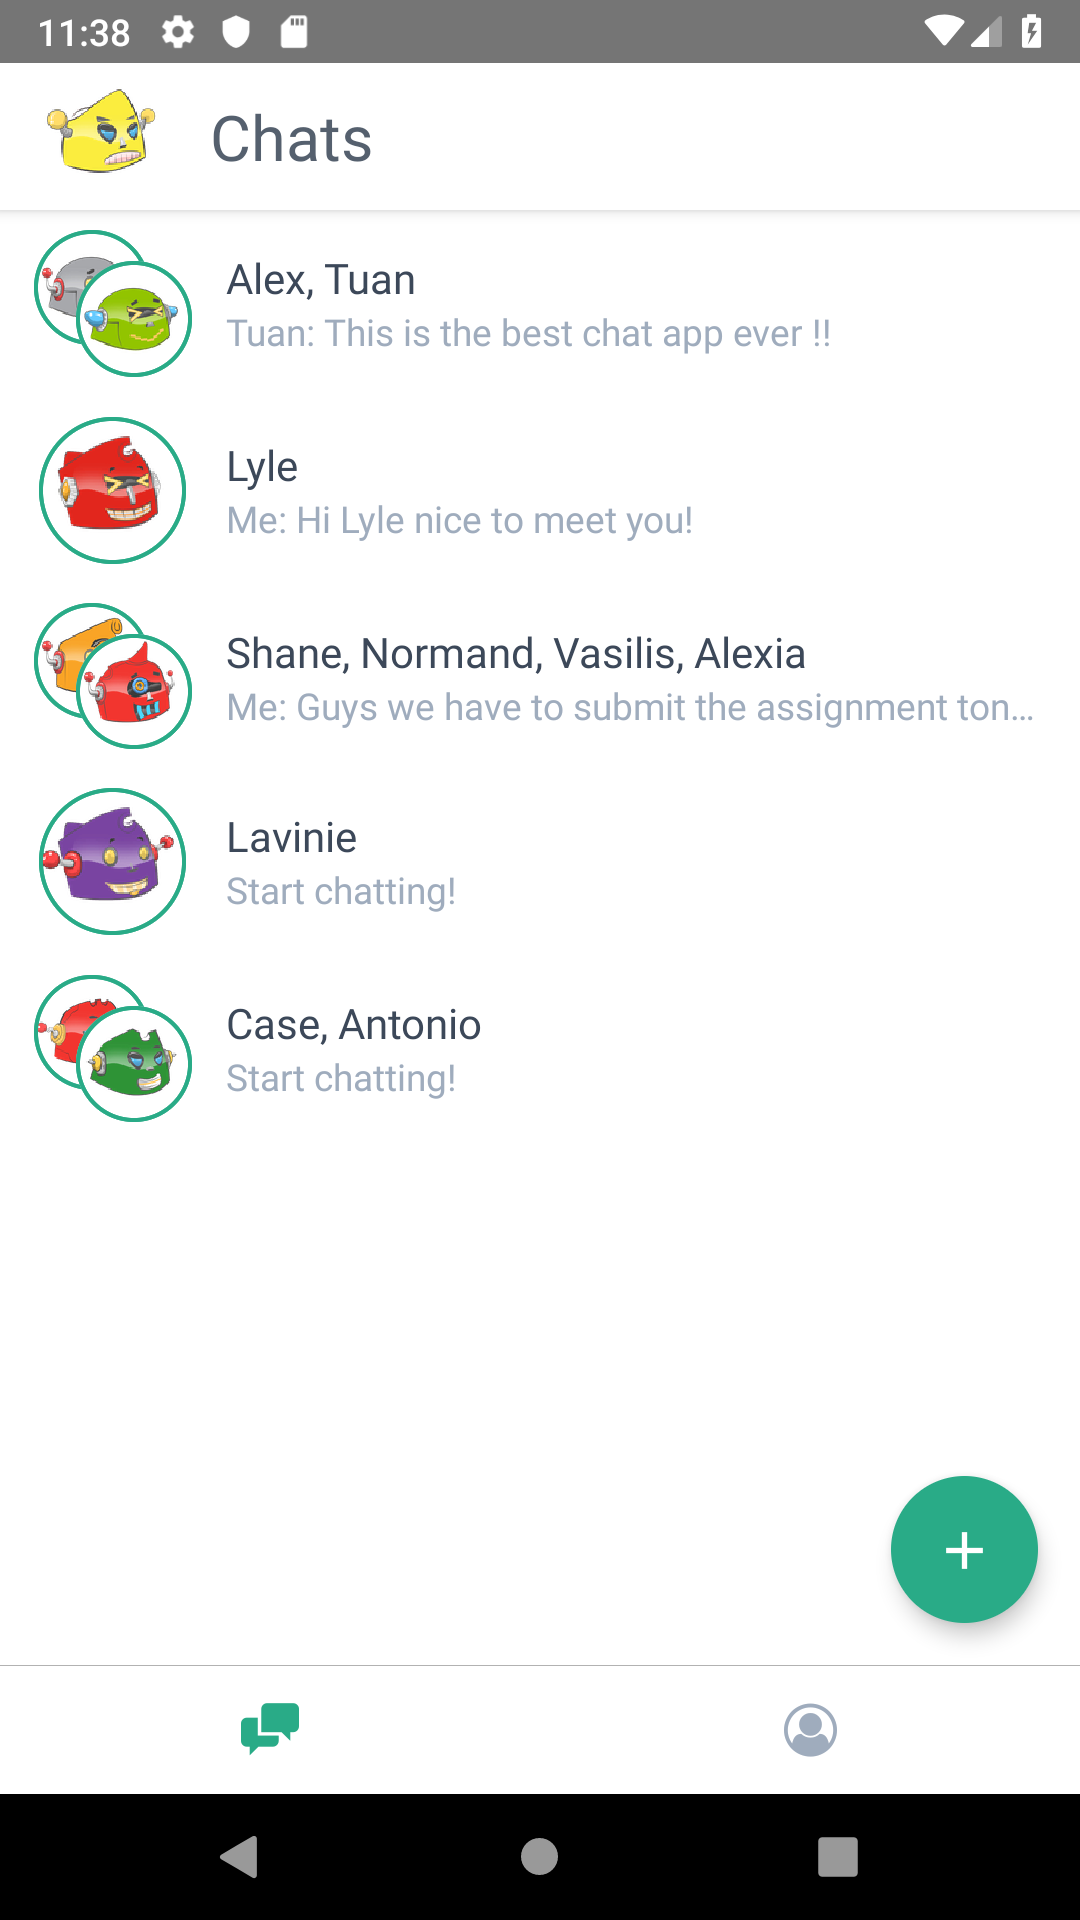 11:38
Chats
Alex, Tuan
Tuan: This is the best chat app ever !!
Lyle
Me: Hi Lyle nice to meet you!
Shane, Normand, Vasilis, Alexia
Me: Guys we have to submit the assignment ton...
Lavinie
Start chatting!
Case, Antonio
Start chatting!